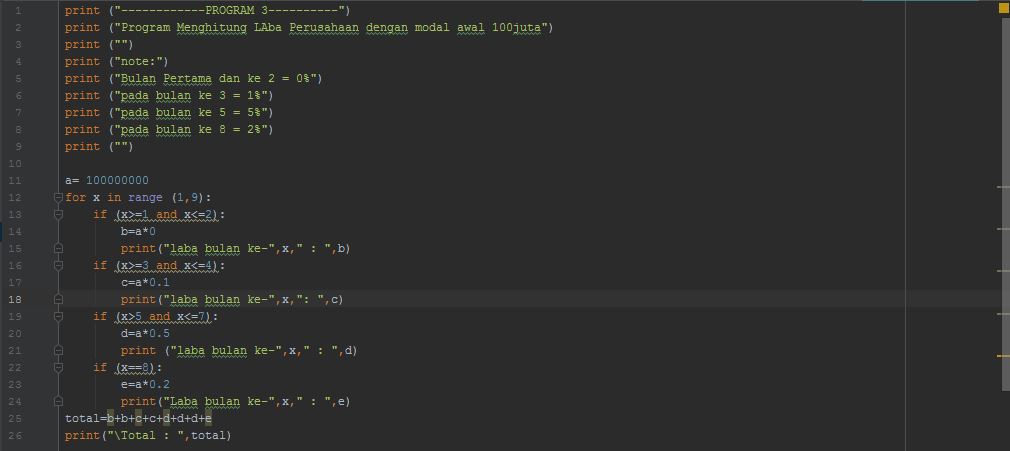 1 print ("------------PROGRAM 3----------")
2 print ("Program Menghitung LAba Perusahaan dengan modal awal 100juta")
3 print ("")
4 print ("note:")
5 print ("Bulan Pertama dan ke 2 = 0%")
6 print ("pada bulan ke 3 = 1%")
7 print ("pada bulan ke 5 = 5%")
8 print ("pada bulan ke 8 = 2%")
9 print ("")
10
11 a= 100000000
12 for x in range (1,9):
13 if (x>=1 and x<=2):
14 b=a*0
15 print("laba bulan ke-",x," : ",b)
16 if (x>=3 and x<=4):
17 c=a*0.1
18 print("laba bulan ke-",x,": ",c)
19 if (x>5 and x<=7):
20 d=a*0.5
21 print ("laba bulan ke-",x," : ",d)
22 if (x==8):
23 e=a*0.2
24 print("Laba bulan ke-",x," : ",e)
25 total=b+b+c+c+d+d+d+e
26 print("\Total : ",total)